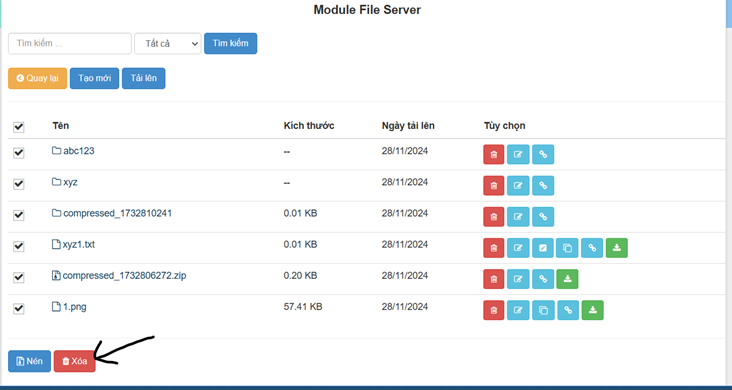 Module File Server
Tìm kiếm ... Tất cả Tìm kiếm
Quay lại Tạo mới Tải lên
Tên Kích thước Ngày tải lên Tùy chọn
abc123 -- 28/11/2024
xyz -- 28/11/2024
compressed_1732810241 0.01 KB 28/11/2024
xyz1.txt 0.01 KB 28/11/2024
compressed_1732806272.zip 0.20 KB 28/11/2024
1.png 57.41 KB 28/11/2024
Nén Xóa